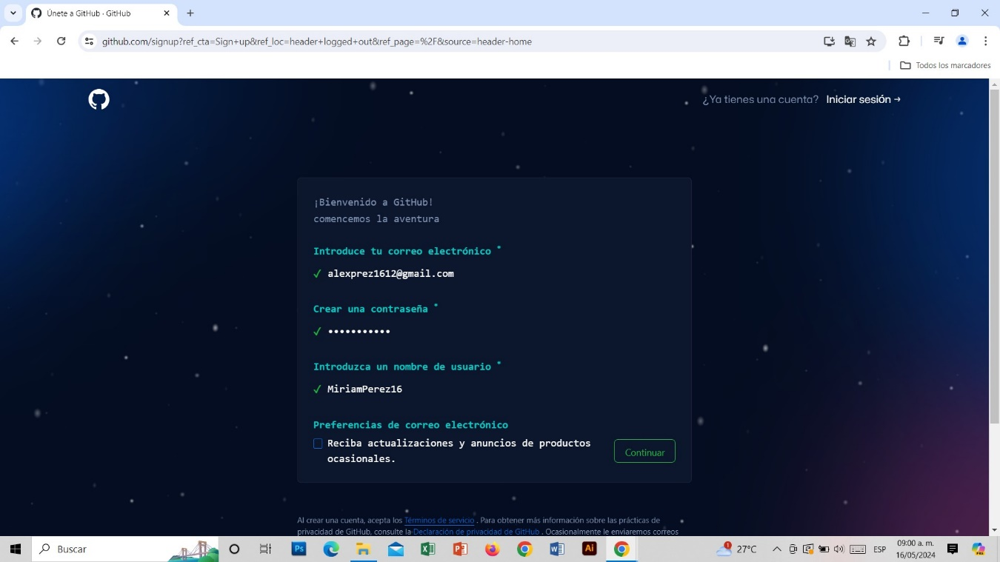 Únete a GitHub · GitHub
github.com/signup?ref_cta=Sign+up&ref_loc=header+logged+out&ref_page=%2F&source=header-home
Todos los marcadores
¿Ya tienes una cuenta? Iniciar sesión →
¡Bienvenido a GitHub!
comencemos la aventura
Introduce tu correo electrónico *
✓ alexprez1612@gmail.com
Crear una contraseña *
✓ •••••••••••
Introduzca un nombre de usuario *
✓ MiriamPerez16
Preferencias de correo electrónico
Reciba actualizaciones y anuncios de productos
ocasionales.
Continuar
Al crear una cuenta, acepta los Términos de servicio . Para obtener más información sobre las prácticas de
privacidad de GitHub, consulte la Declaración de privacidad de GitHub . Ocasionalmente le enviaremos correos
Buscar
Ps
Ai
1
27°C
ESP
09:00 a. m.
16/05/2024